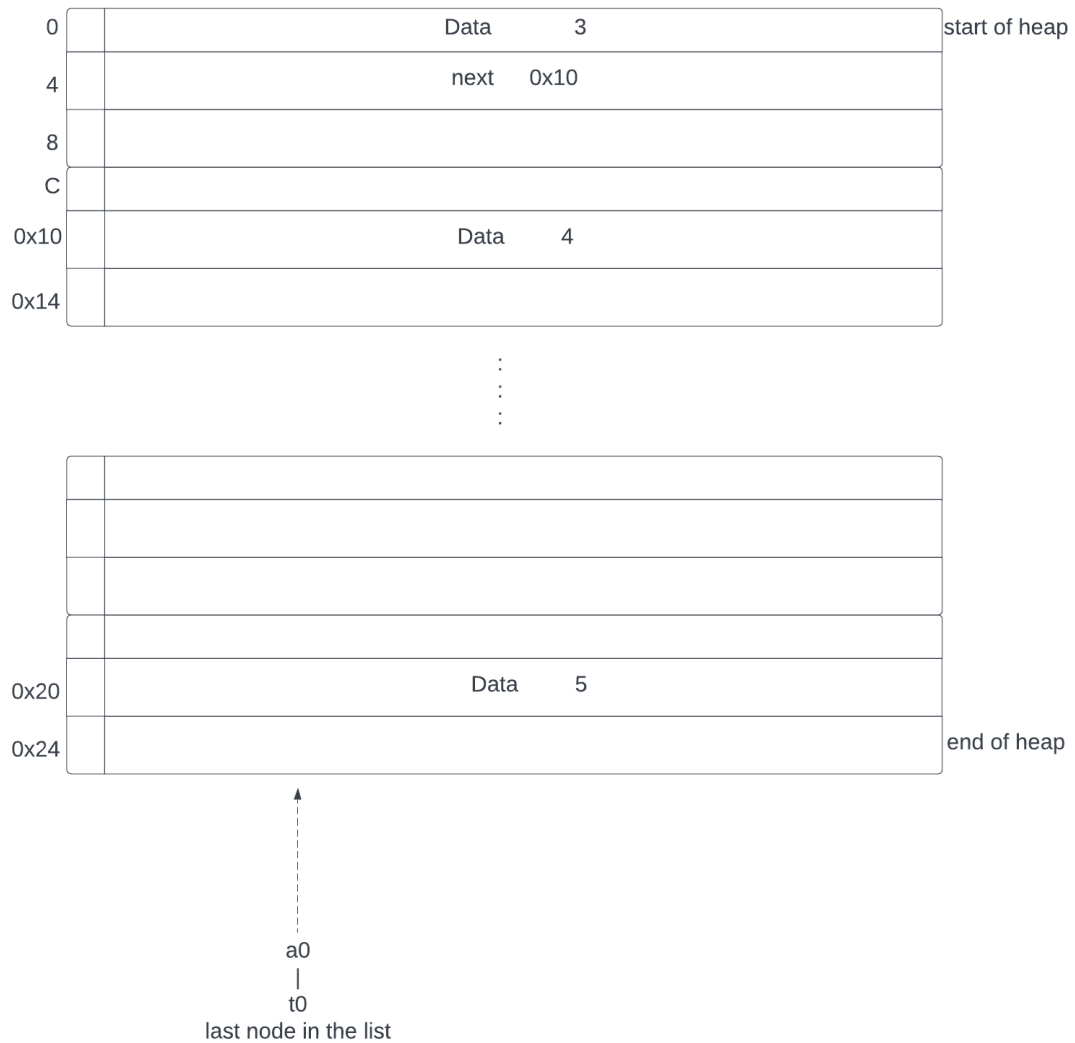 0 Data 3 start of heap
4 next 0x10
8
C
0x10 Data 4
0x14
0x20 Data 5
0x24 end of heap
a0
t0
last node in the list